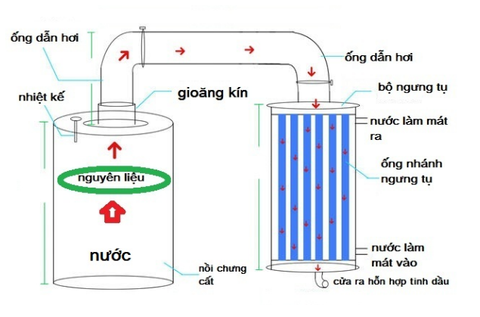 ống dẫn hơi
ống dẫn hơi
nhiệt kế
gioăng kín
bộ ngưng tụ
nước làm mát
ra
nguyên liệu
ống nhánh
ngưng tụ
nước
nước làm
mát vào
nồi chưng
cất
cửa ra hỗn hợp tinh dầu